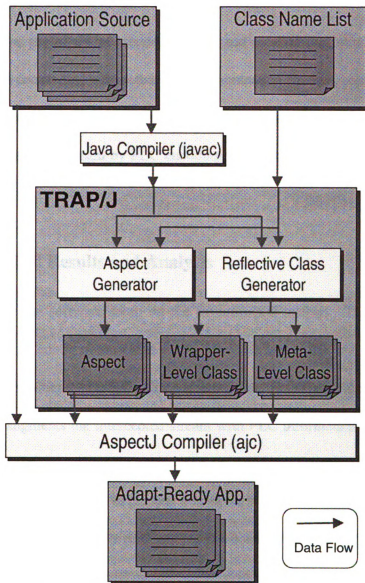 Application Source
Class Name List
Java Compiler (javac)
TRAP/J
Aspect
Generator
Reflective Class
Generator
Aspect
Wrapper-
Level Class
Meta-
Level Class
AspectJ Compiler (ajc)
Adapt-Ready App.
Data Flow